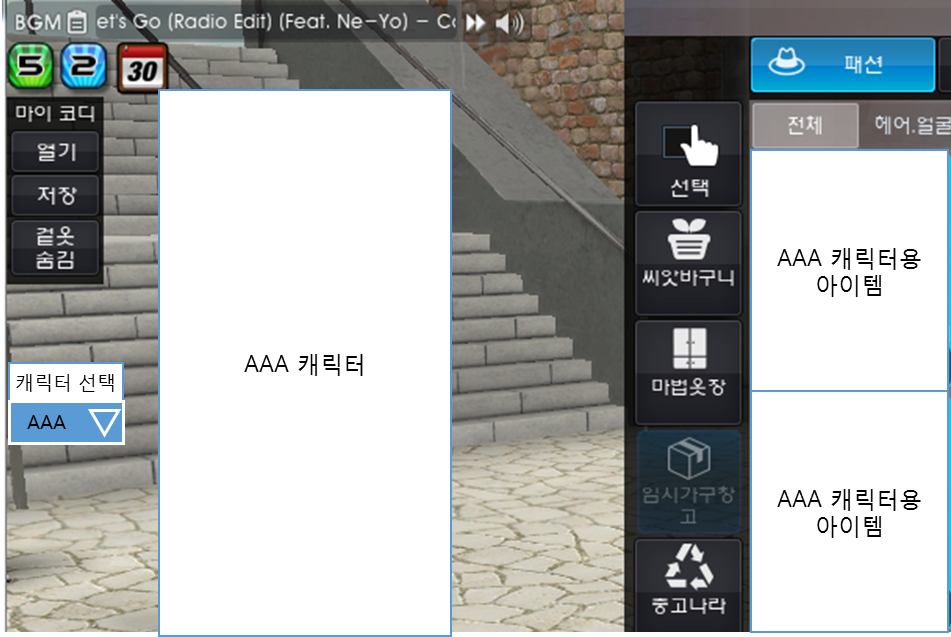 BGM et's Go (Radio Edit) (Feat. Ne-Yo) - Co
5 2 30
마이 코디
열기
저장
겉옷
숨김
캐릭터 선택
AAA
AAA 캐릭터
선택
씨앗바구니
마법옷장
임시가구창
고
중고나라
패션
전체 헤어.얼굴
AAA 캐릭터용
아이템
AAA 캐릭터용
아이템